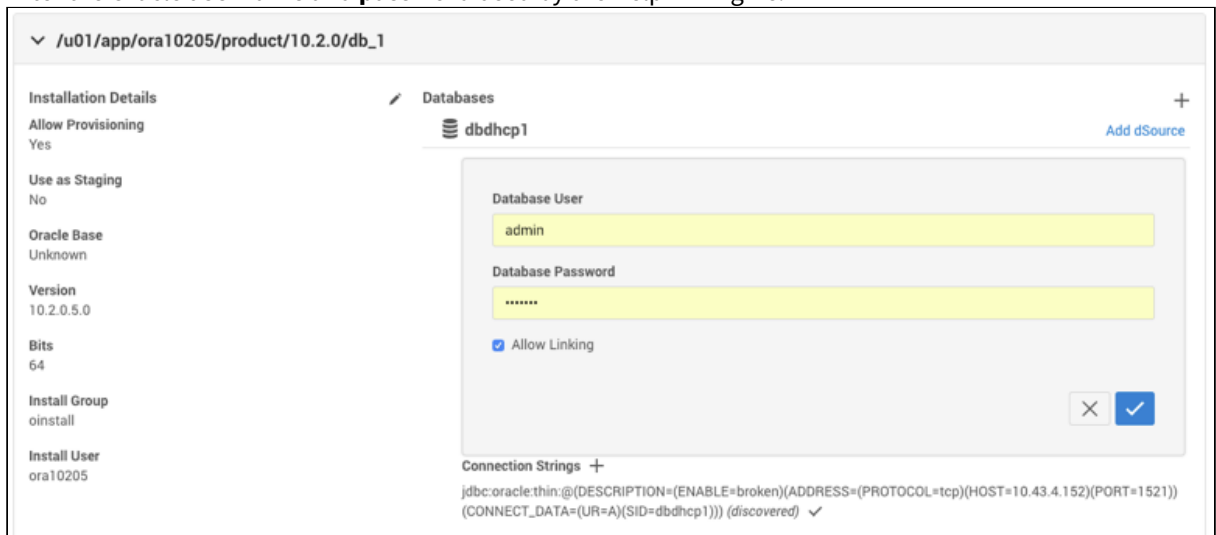 /u01/app/ora10205/product/10.2.0/db_1
Installation Details
Allow Provisioning
Yes
Use as Staging
No
Oracle Base
Unknown
Version
10.2.0.5.0
Bits
64
Install Group
oinstall
Install User
ora10205
Databases
dbdhcp1
Add dSource
Database User
admin
Database Password
•••••••
Allow Linking
Connection Strings
jdbc:oracle:thin:@(DESCRIPTION=(ENABLE=broken)(ADDRESS=(PROTOCOL=tcp)(HOST=10.43.4.152)(PORT=1521))
(CONNECT_DATA=(UR=A)(SID=dbdhcp1))) (discovered)